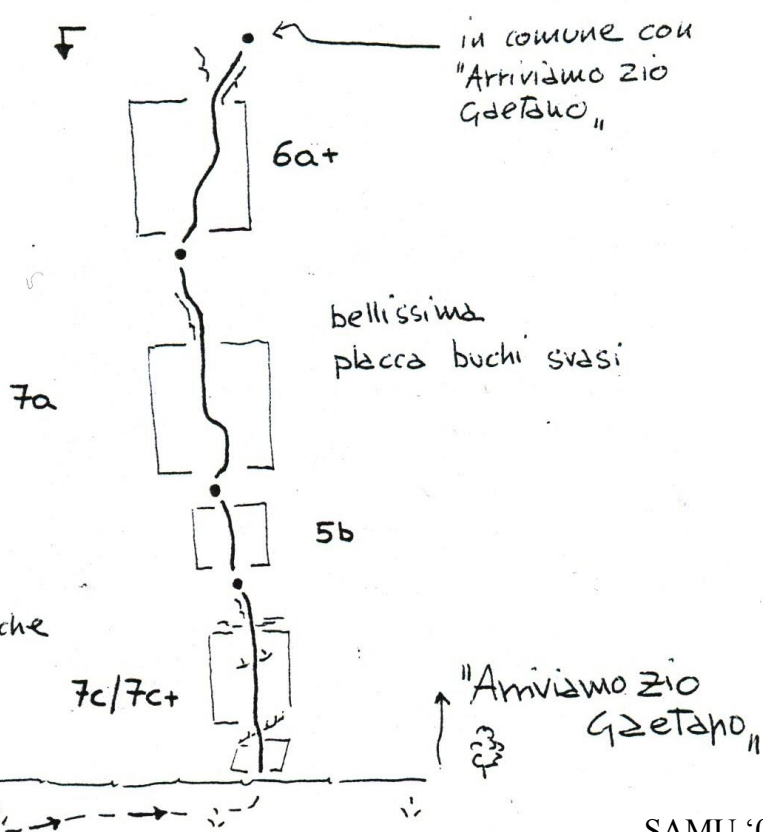 in comune con
"Arriviamo zio
Gaetano"
6a+
bellissima
placca buchi svasi
7a
5b
che
7c/7c+
"Arriviamo zio
Gaetano"
SAMU ‘0